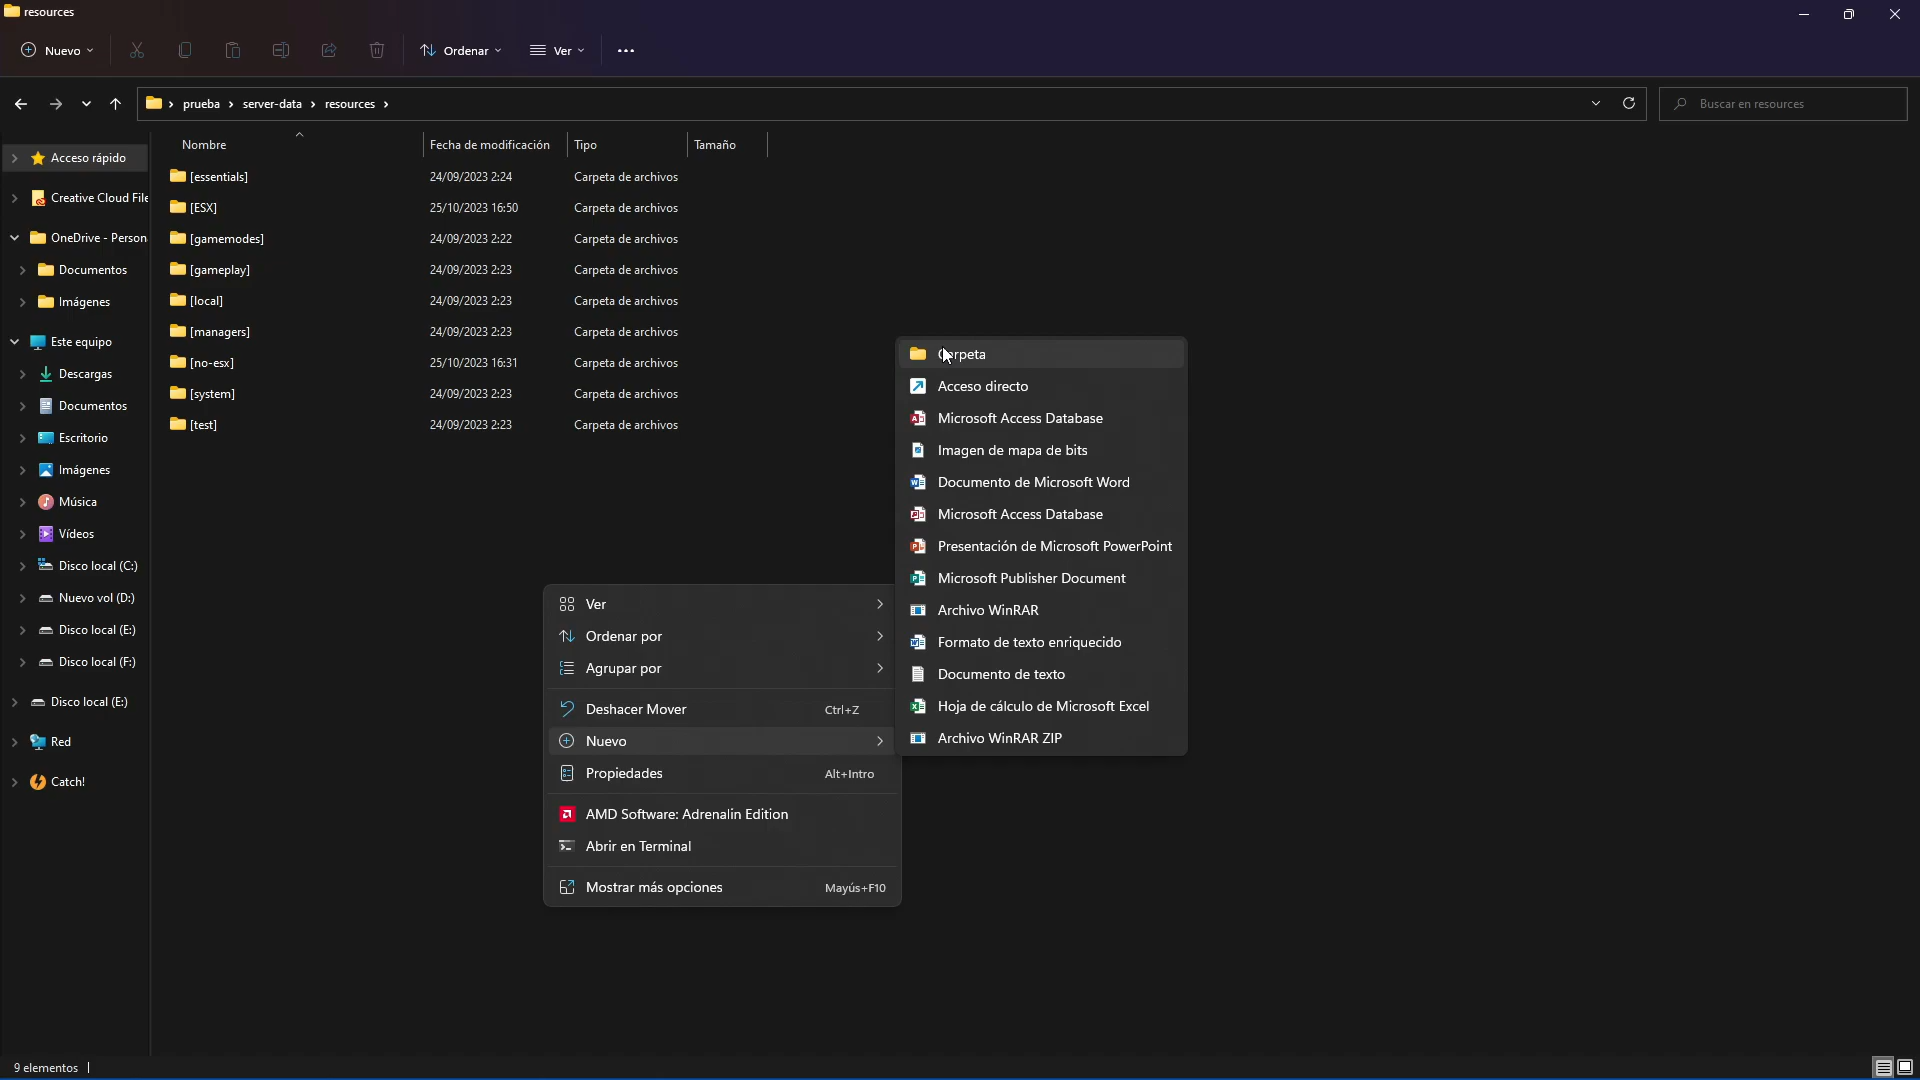 resources
Nuevo
Ordenar
Ver
prueba
server-data
resources
Buscar en resources
Nombre
Fecha de modificación
Tipo
Tamaño
Acceso rápido
Creative Cloud File
OneDrive - Person
Documentos
Imágenes
Este equipo
Descargas
Documentos
Escritorio
Imágenes
Música
Vídeos
Disco local (C:)
Nuevo vol (D:)
Disco local (E:)
Disco local (F:)
Disco local (E:)
Red
Catch!
[essentials] 24/09/2023 2:24 Carpeta de archivos
[ESX] 25/10/2023 16:50 Carpeta de archivos
[gamemodes] 24/09/2023 2:22 Carpeta de archivos
[gameplay] 24/09/2023 2:23 Carpeta de archivos
[local] 24/09/2023 2:23 Carpeta de archivos
[managers] 24/09/2023 2:23 Carpeta de archivos
[no-esx] 25/10/2023 16:31 Carpeta de archivos
[system] 24/09/2023 2:23 Carpeta de archivos
[test] 24/09/2023 2:23 Carpeta de archivos
Ver
Ordenar por
Agrupar por
Deshacer Mover Ctrl+Z
Nuevo
Propiedades Alt+Intro
AMD Software: Adrenalin Edition
Abrir en Terminal
Mostrar más opciones Mayús+F10
Carpeta
Acceso directo
Microsoft Access Database
Imagen de mapa de bits
Documento de Microsoft Word
Microsoft Access Database
Presentación de Microsoft PowerPoint
Microsoft Publisher Document
Archivo WinRAR
Formato de texto enriquecido
Documento de texto
Hoja de cálculo de Microsoft Excel
Archivo WinRAR ZIP
9 elementos